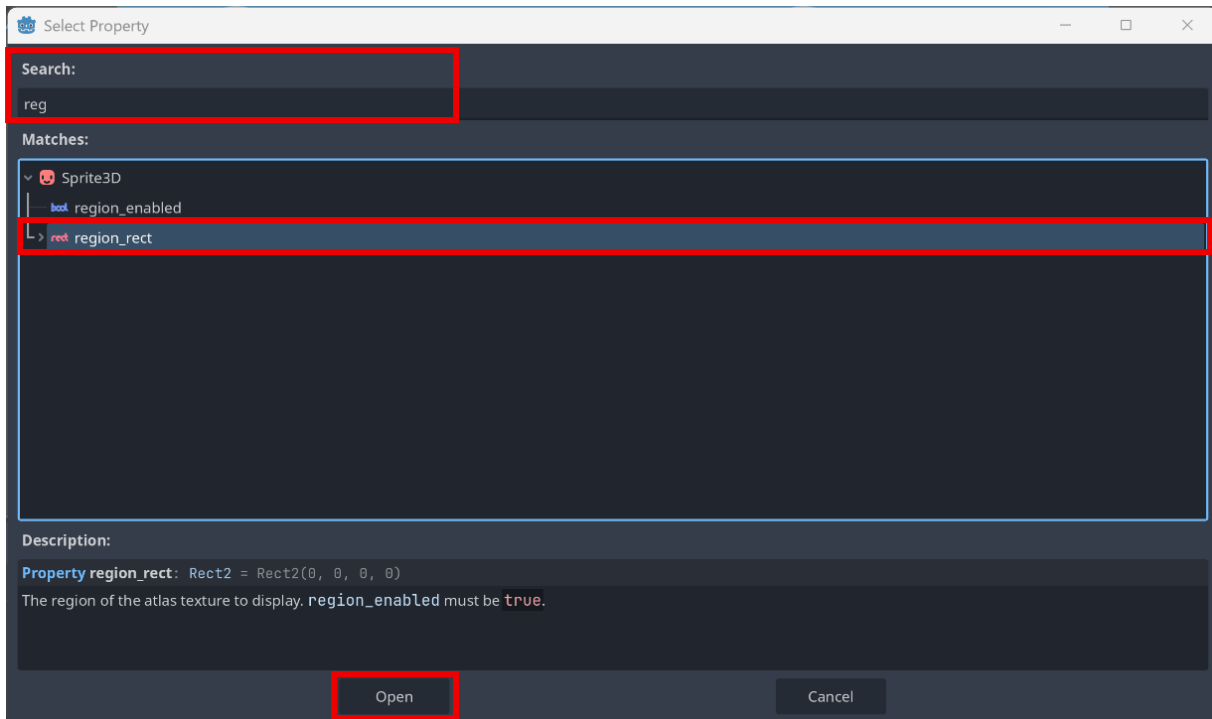 Select Property
Search:
reg
Matches:
Sprite3D
bool region_enabled
rect region_rect
Description:
Property region_rect: Rect2 = Rect2(0, 0, 0, 0)
The region of the atlas texture to display. region_enabled must be true.
Open Cancel